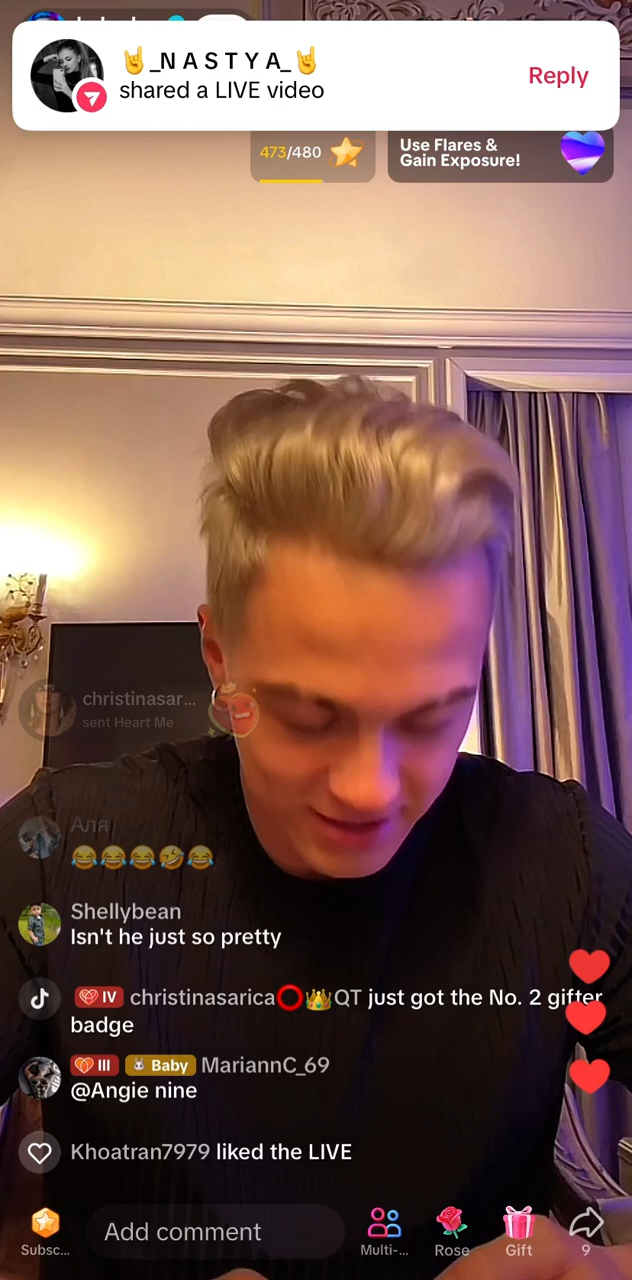 🤘_N A S T Y A_🤘
shared a LIVE video
Reply
473/480
Use Flares &
Gain Exposure!
christinasar...
sent Heart Me
Аля
😂😂😂🤣😂
Shellybean
Isn't he just so pretty
IV christinasarica⭕👑QT just got the No. 2 gifter
badge
III Baby MariannC_69
@Angie nine
Khoatran7979 liked the LIVE
Subsc...
Add comment
Multi-...
Rose
Gift
9